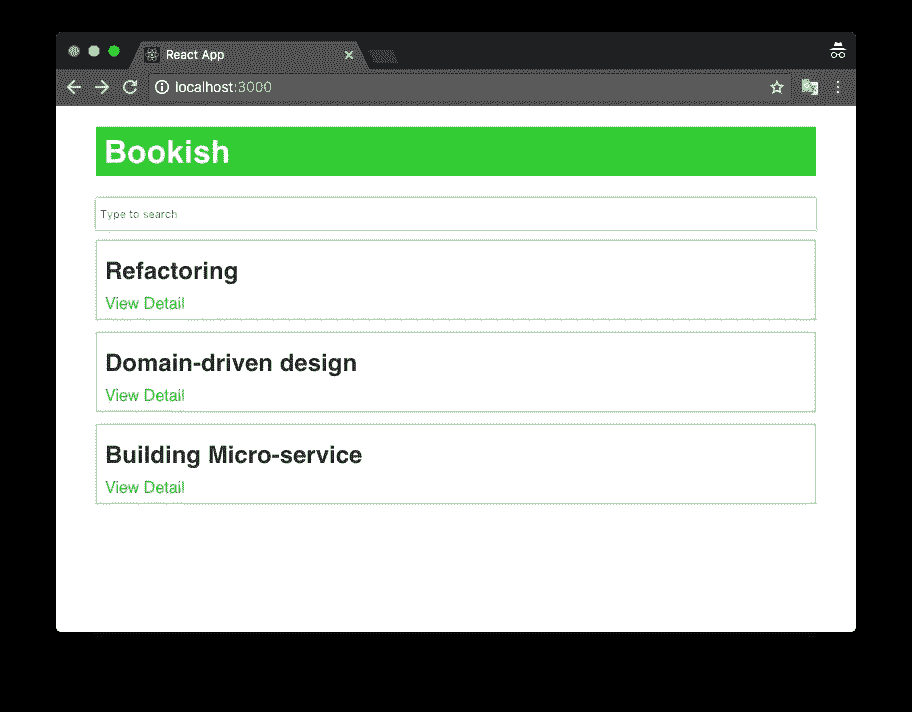 React App
localhost:3000
Bookish
Type to search
Refactoring
View Detail
Domain-driven design
View Detail
Building Micro-service
View Detail